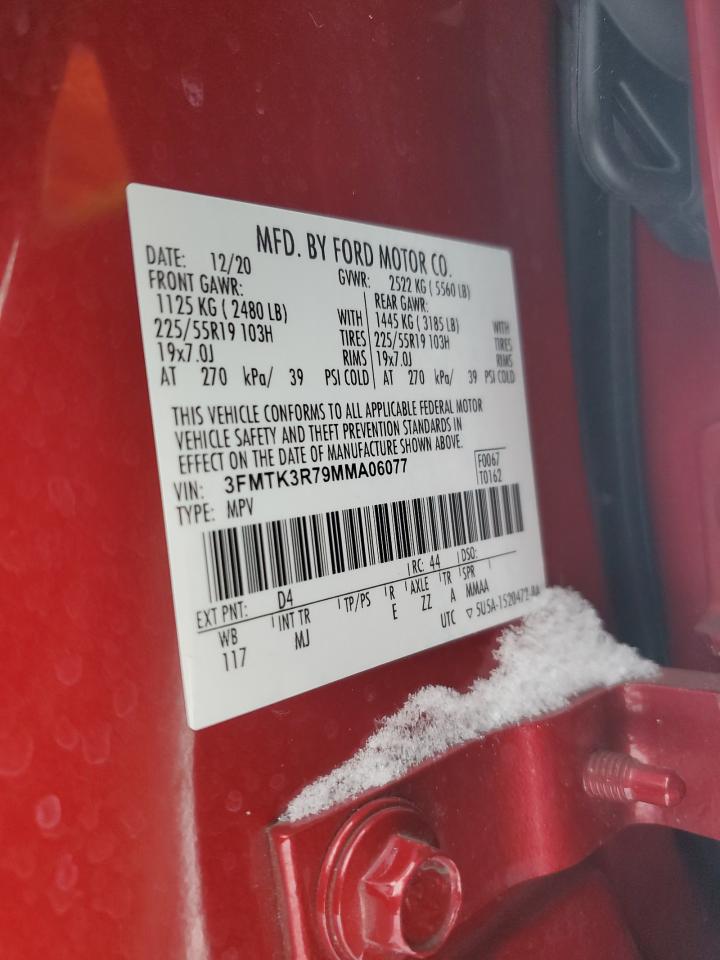 MFD. BY FORD MOTOR CO.
DATE: 12/20 GVWR: 2522 KG ( 5560 LB)
FRONT GAWR: REAR GAWR:
1125 KG ( 2480 LB) WITH 1445 KG ( 3185 LB) WITH
225/55R19 103H TIRES 225/55R19 103H TIRES
19x7.0J RIMS 19x7.0J RIMS
AT 270 kPa/ 39 PSI COLD AT 270 kPa/ 39 PSI COLD
THIS VEHICLE CONFORMS TO ALL APPLICABLE FEDERAL MOTOR
VEHICLE SAFETY AND THEFT PREVENTION STANDARDS IN
EFFECT ON THE DATE OF MANUFACTURE SHOWN ABOVE.
VIN: 3FMTK3R79MMA06077 F0067
TYPE: MPV T0162
EXT PNT: D4 RC: 44 DSO:
WB INT TR TP/PS R AXLE TR SPR
117 MJ E ZZ A MMAA
UTC